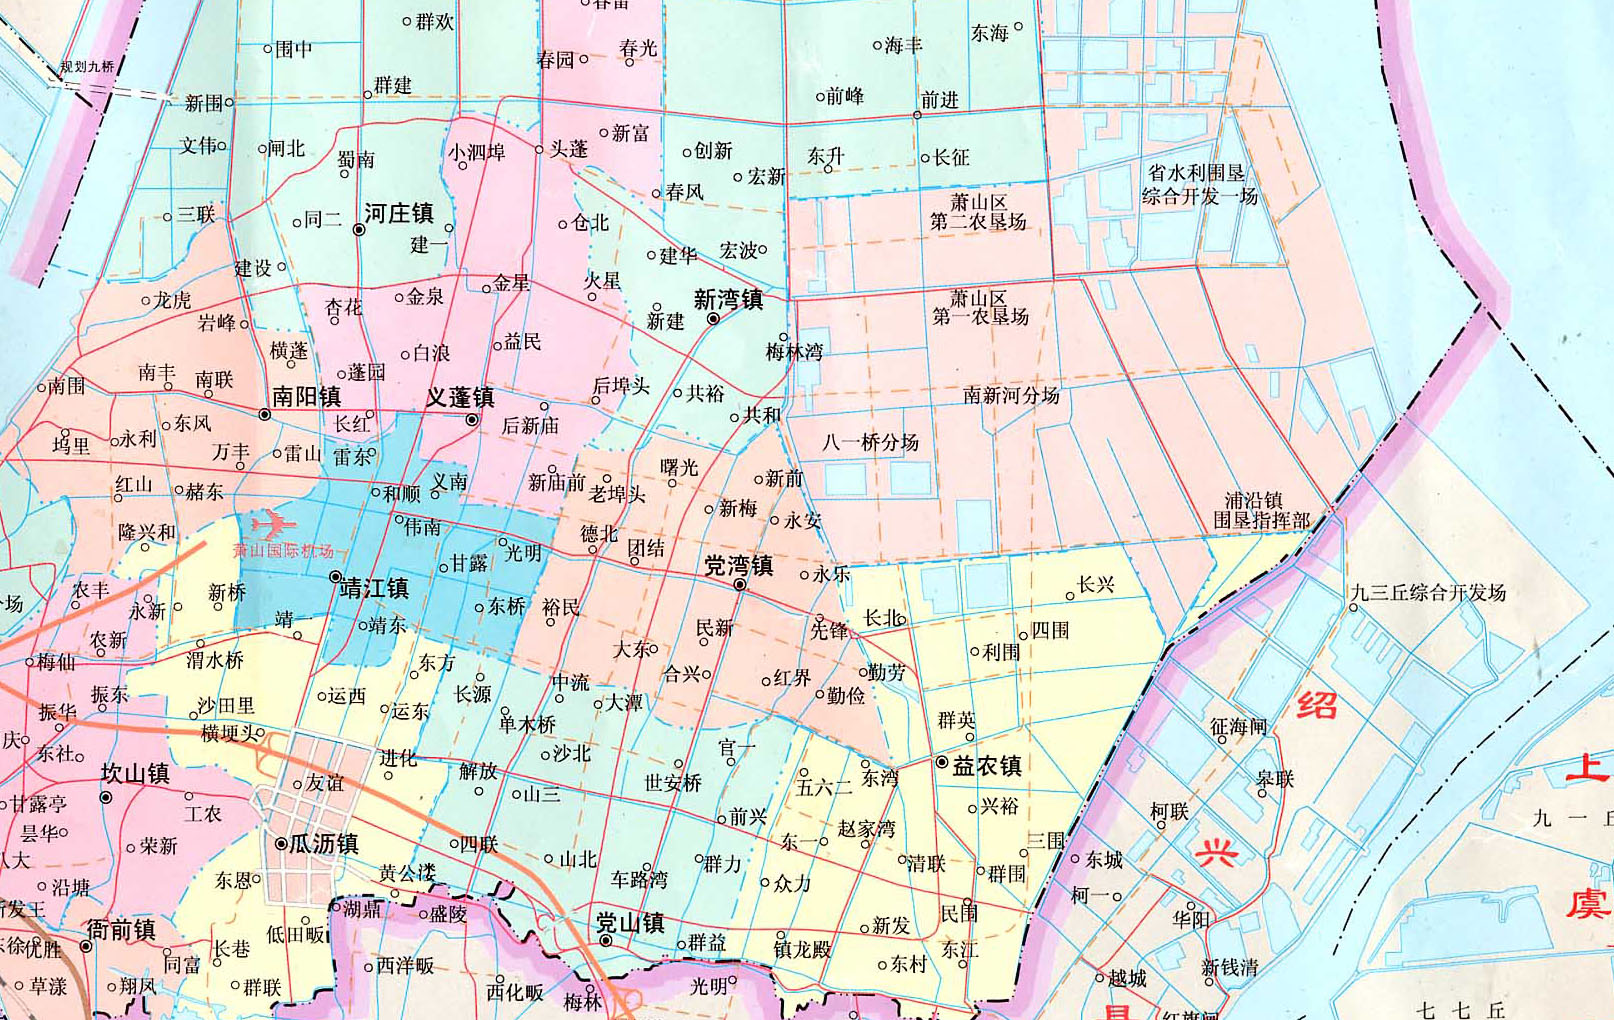 春雷
群欢
围中
春园
春光
海丰
东海
规划九桥
新围
群建
前峰
前进
文伟
闸北
蜀南
小泗埠
头蓬
新富
创新
宏新
东升
长征
省水利围垦
综合开发一场
三联
同二
河庄镇
建一
仓北
春风
萧山区
第二农垦场
建设
建华
宏波
龙虎
杏花
金泉
金星
火星
新湾镇
萧山区
第一农垦场
岩峰
新建
横蓬
白浪
益民
梅林湾
南围
南丰
南联
蓬园
后埠头
共裕
南新河分场
南阳镇
义蓬镇
长红
后新庙
共和
坞里
永利
东风
万丰
雷山
雷东
八一桥分场
红山
赭东
和顺
义南
新庙前
老埠头
曙光
新前
浦沿镇
围垦指挥部
隆兴和
萧山国际机场
伟南
光明
德北
团结
新梅
永安
甘露
党湾镇
永乐
长兴
九三丘综合开发场
农丰
永新
新桥
靖江镇
靖一
靖东
东桥
裕民
民新
先锋
长北
四围
农新
梅仙
渭水桥
东方
大东
利围
振东
运西
长源
中流
大潭
合兴
红界
勤俭
勤劳
振华
沙田里
运东
单木桥
群英
征海闸
绍
横埂头
东社
坎山镇
进化
解放
沙北
世安桥
官一
五六二
东湾
益农镇
皋联
上
甘露亭
工农
友谊
山三
前兴
兴裕
柯联
九一丘
昙华
荣新
瓜沥镇
四联
山北
东一
赵家湾
三围
兴
沿塘
东恩
黄公溇
车路湾
群力
众力
清联
群围
东城
柯一
虞
衙前镇
湖鼎
盛陵
党山镇
新发
民围
华阳
优胜
同富
长巷
低田畈
群益
镇龙殿
东江
草漾
翔凤
群联
西洋畈
西化畈
梅林
光明
东村
越城
新钱清
县
红旗闸
七七丘